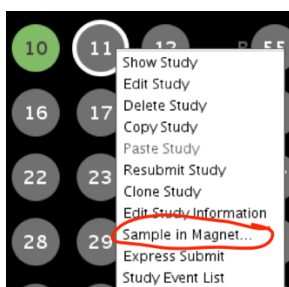 10 11 12 55
Show Study
Edit Study
Delete Study
Copy Study
16 17
Paste Study
Resubmit Study
22 23
Clone Study
Edit Study Information
Sample in Magnet...
28 29
Express Submit
Study Event List